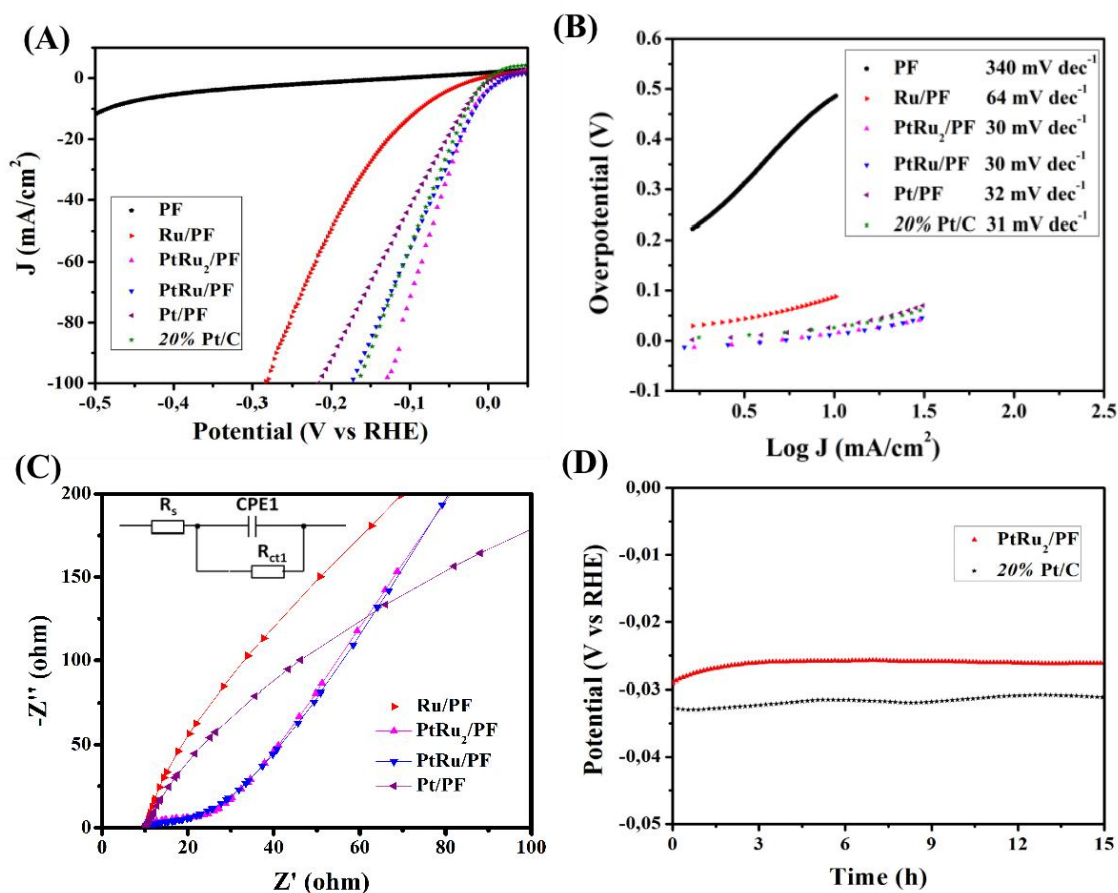 (A)
10
0
-20
-40
-60
-80
-100
J (mA/cm²)
PF
Ru/PF
PtRu₂/PF
PtRu/PF
Pt/PF
20% Pt/C
-0,5
-0,3
-0,2
-0,1
0,0
Potential (V vs RHE)
(B)
0.6
0.5
0.4
0.3
0.2
0.1
0.0
-0.1
Overpotential (V)
PF 340 mV dec⁻¹
Ru/PF 64 mV dec⁻¹
PtRu₂/PF 30 mV dec⁻¹
PtRu/PF 30 mV dec⁻¹
Pt/PF 32 mV dec⁻¹
20% Pt/C 31 mV dec⁻¹
0.5
1.0
1.5
2.0
2.5
Log J (mA/cm²)
(C)
200
150
100
50
0
-Z'' (ohm)
Rs
CPE1
Rct1
Ru/PF
PtRu₂/PF
PtRu/PF
Pt/PF
20
40
60
80
100
Z' (ohm)
(D)
0,00
-0,01
-0,02
-0,03
-0,04
-0,05
Potential (V vs RHE)
PtRu₂/PF
20% Pt/C
0
3
6
9
12
15
Time (h)